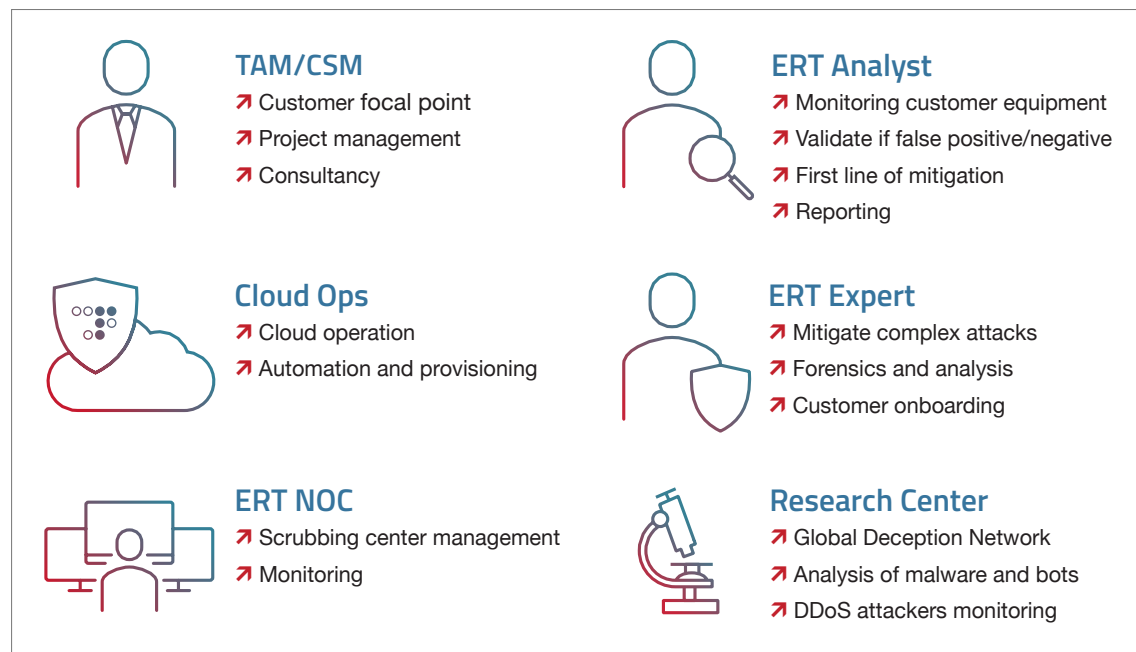 TAM/CSM
Customer focal point
Project management
Consultancy
ERT Analyst
Monitoring customer equipment
Validate if false positive/negative
First line of mitigation
Reporting
Cloud Ops
Cloud operation
Automation and provisioning
ERT Expert
Mitigate complex attacks
Forensics and analysis
Customer onboarding
ERT NOC
Scrubbing center management
Monitoring
Research Center
Global Deception Network
Analysis of malware and bots
DDoS attackers monitoring